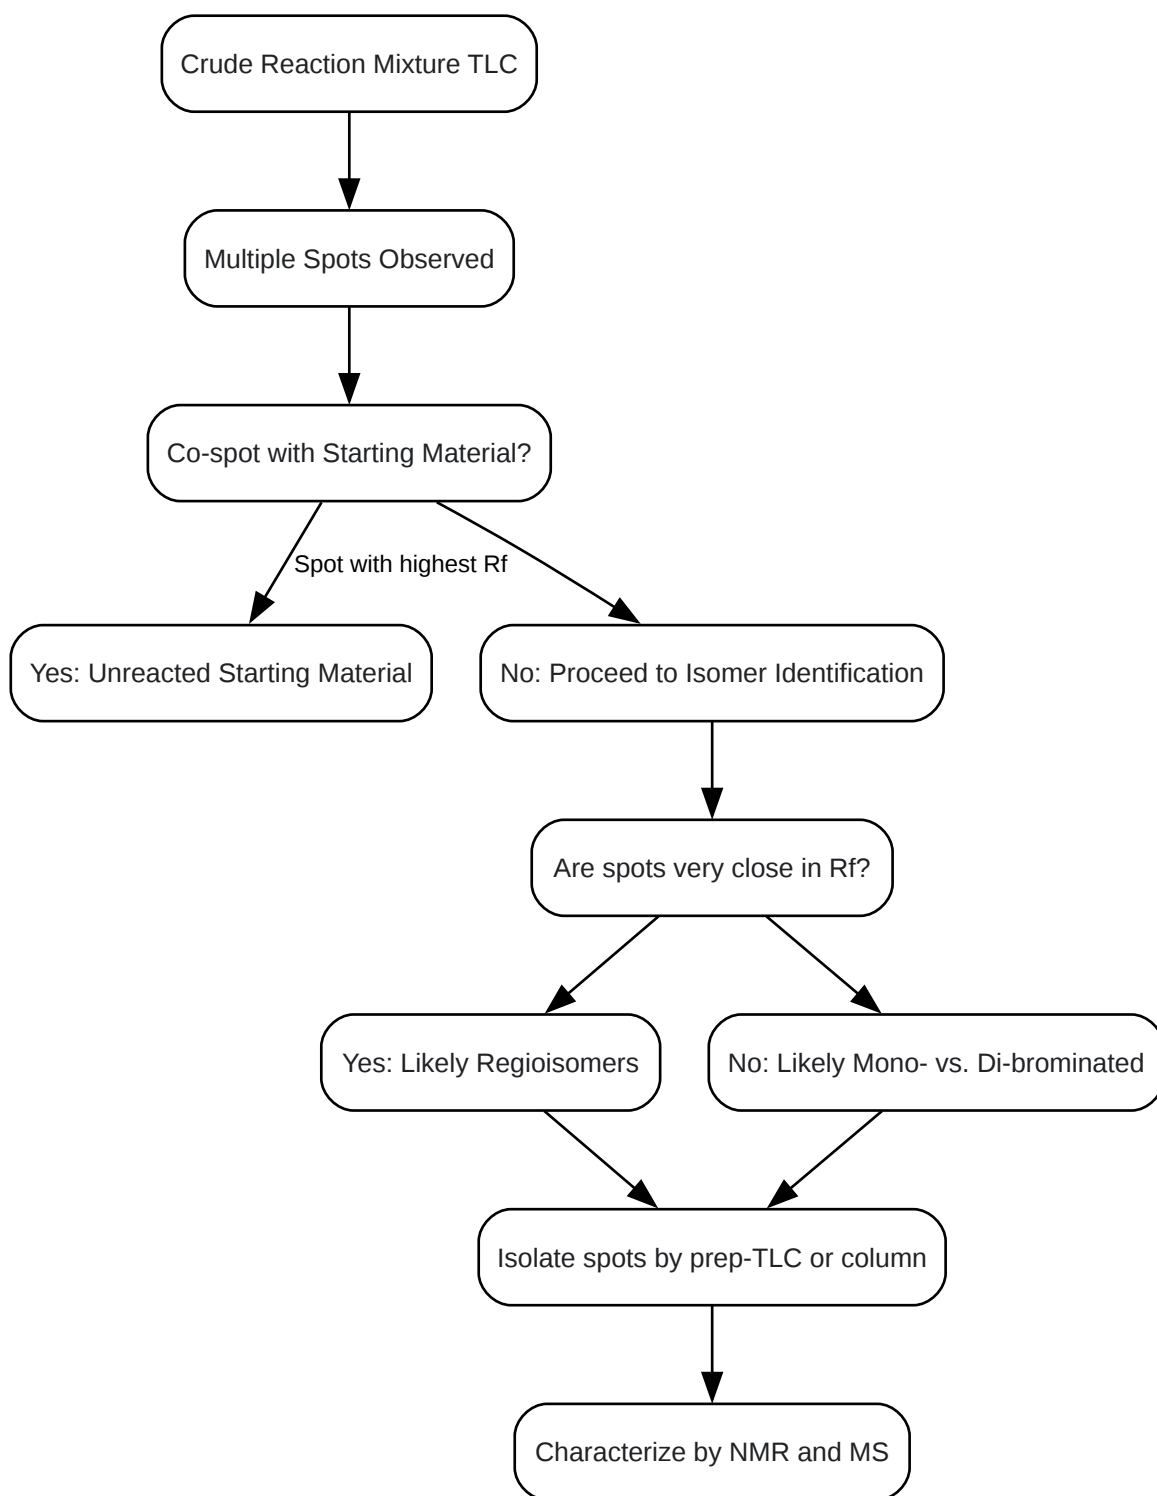 Crude Reaction Mixture TLC
Multiple Spots Observed
Co-spot with Starting Material?
Spot with highest Rf
Yes: Unreacted Starting Material
No: Proceed to Isomer Identification
Are spots very close in Rf?
Yes: Likely Regioisomers
No: Likely Mono- vs. Di-brominated
Isolate spots by prep-TLC or column
Characterize by NMR and MS